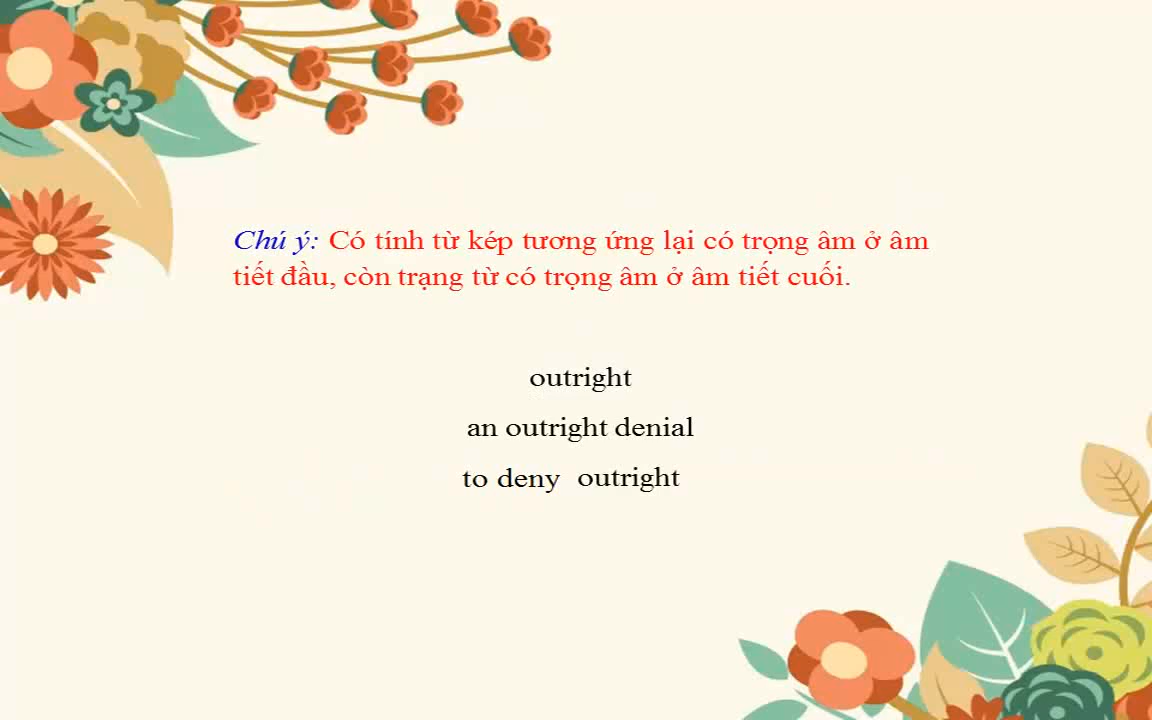 Chú ý: Có tính từ kép tương ứng lại có trọng âm ở âm
tiết đầu, còn trạng từ có trọng âm ở âm tiết cuối.
outright
an outright denial
to deny outright